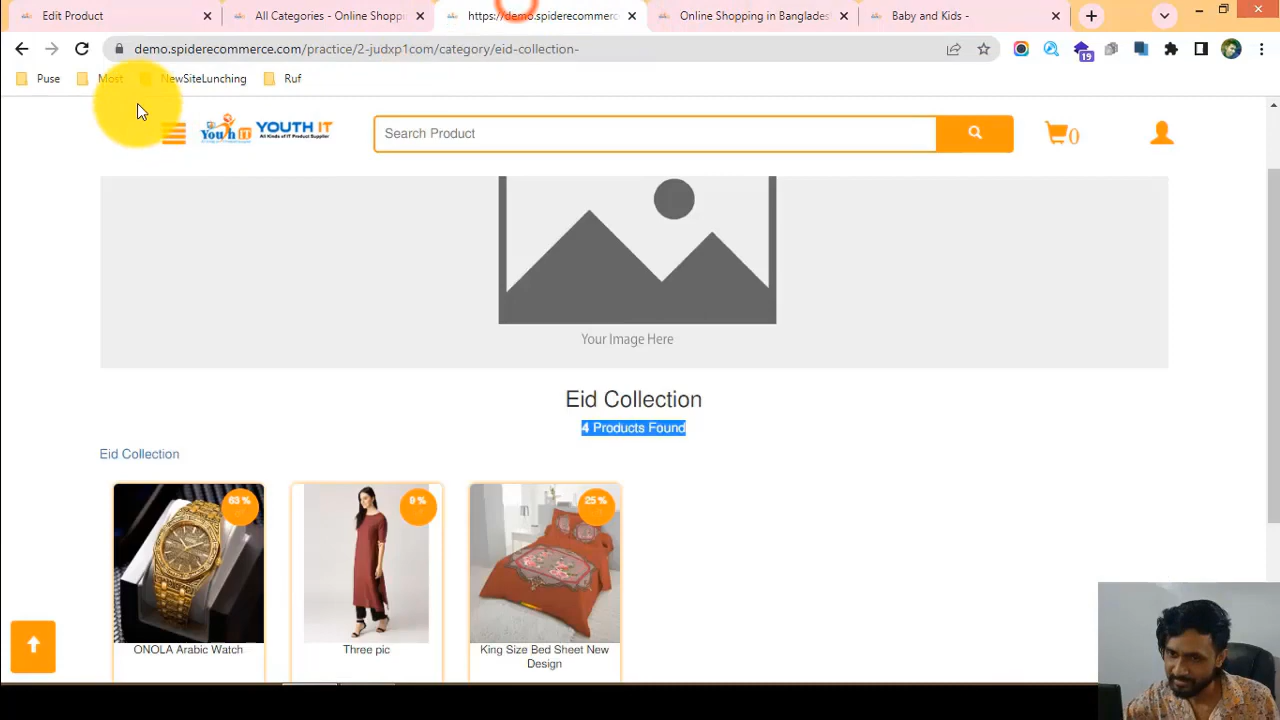 Edit Product
All Categories - Online Shoppi
https://demo.spiderecommerc
Online Shopping in Banglades
Baby and Kids -
demo.spiderecommerce.com/practice/2-judxp1com/category/eid-collection-
19
Puse
Most
NewSiteLunching
Ruf
YOUTH IT
All Kinds of IT Product Supplier
Search Product
0
Your Image Here
Eid Collection
4 Products Found
Eid Collection
63 %
9 %
25 %
ONOLA Arabic Watch
Three pic
King Size Bed Sheet New
Design